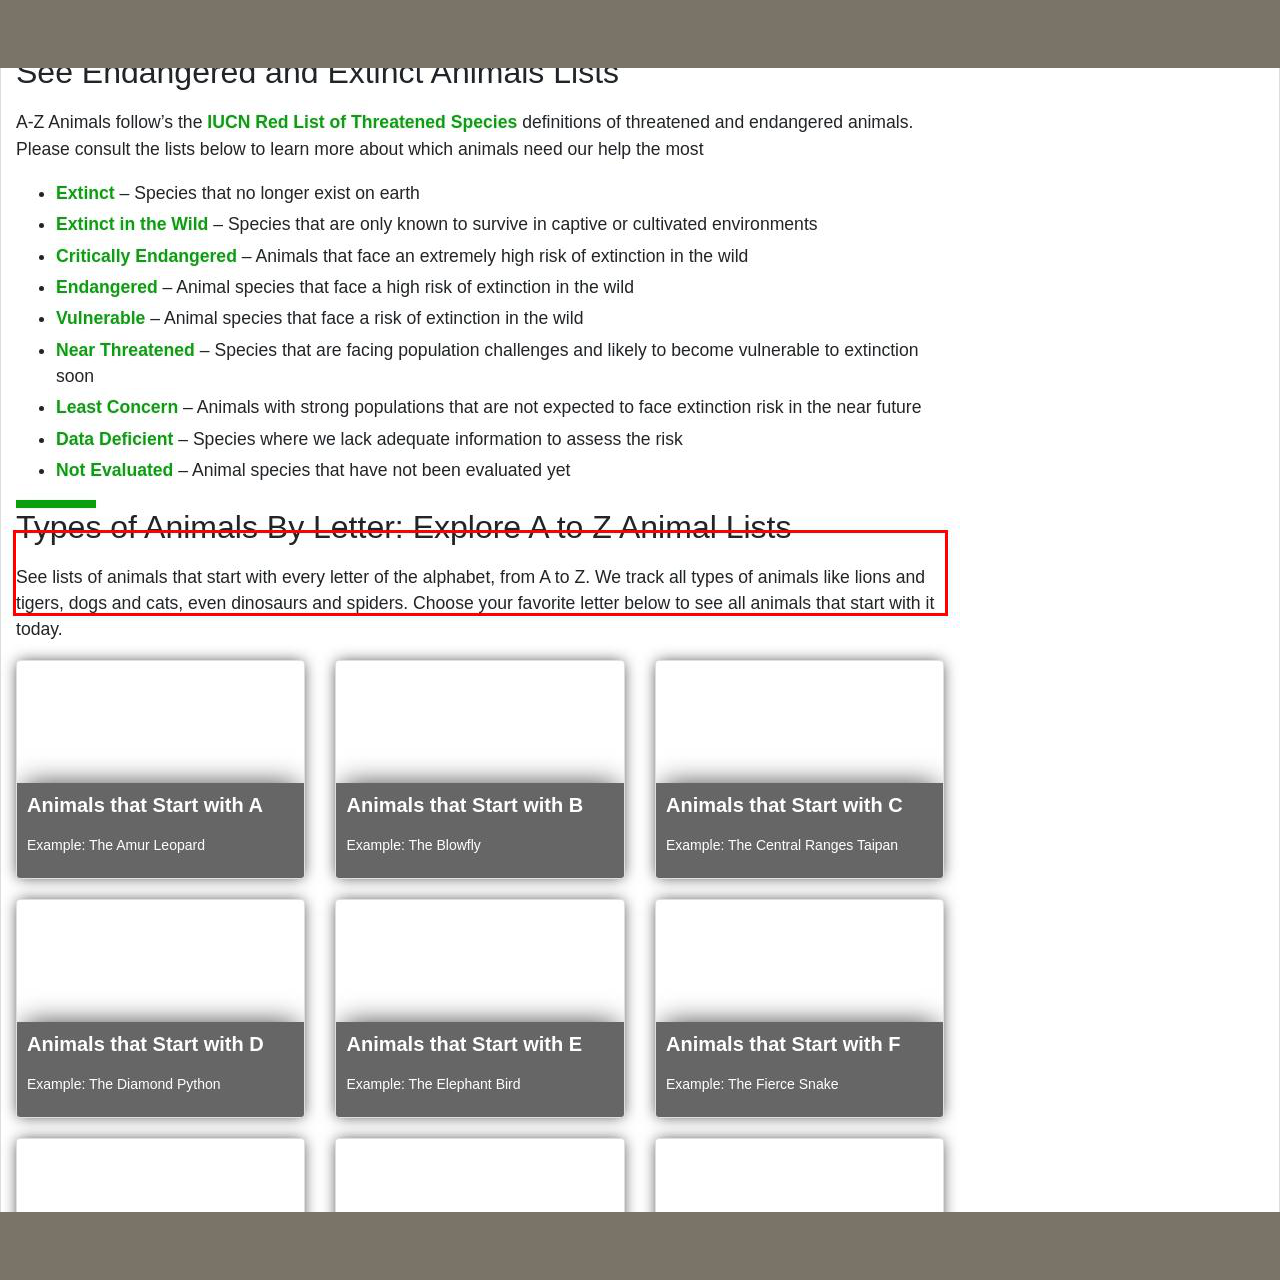 See Endangered and Extinct Animals Lists
A-Z Animals follow’s the IUCN Red List of Threatened Species definitions of threatened and endangered animals.
Please consult the lists below to learn more about which animals need our help the most
• Extinct – Species that no longer exist on earth
• Extinct in the Wild – Species that are only known to survive in captive or cultivated environments
• Critically Endangered – Animals that face an extremely high risk of extinction in the wild
• Endangered – Animal species that face a high risk of extinction in the wild
• Vulnerable – Animal species that face a risk of extinction in the wild
• Near Threatened – Species that are facing population challenges and likely to become vulnerable to extinction
soon
• Least Concern – Animals with strong populations that are not expected to face extinction risk in the near future
• Data Deficient – Species where we lack adequate information to assess the risk
• Not Evaluated – Animal species that have not been evaluated yet
Types of Animals By Letter: Explore A to Z Animal Lists
See lists of animals that start with every letter of the alphabet, from A to Z. We track all types of animals like lions and
tigers, dogs and cats, even dinosaurs and spiders. Choose your favorite letter below to see all animals that start with it
today.
Animals that Start with A
Example: The Amur Leopard
Animals that Start with B
Example: The Blowfly
Animals that Start with C
Example: The Central Ranges Taipan
Animals that Start with D
Example: The Diamond Python
Animals that Start with E
Example: The Elephant Bird
Animals that Start with F
Example: The Fierce Snake